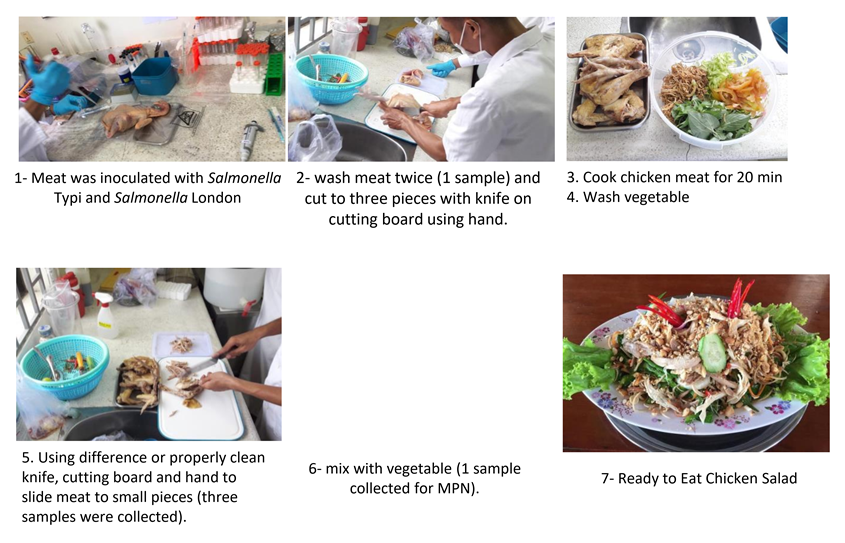 1- Meat was inoculated with Salmonella
Typi and Salmonella London
2- wash meat twice (1 sample) and
cut to three pieces with knife on
cutting board using hand.
3. Cook chicken meat for 20 min
4. Wash vegetable
5. Using difference or properly clean
knife, cutting board and hand to
slide meat to small pieces (three
samples were collected).
6- mix with vegetable (1 sample
collected for MPN).
7- Ready to Eat Chicken Salad